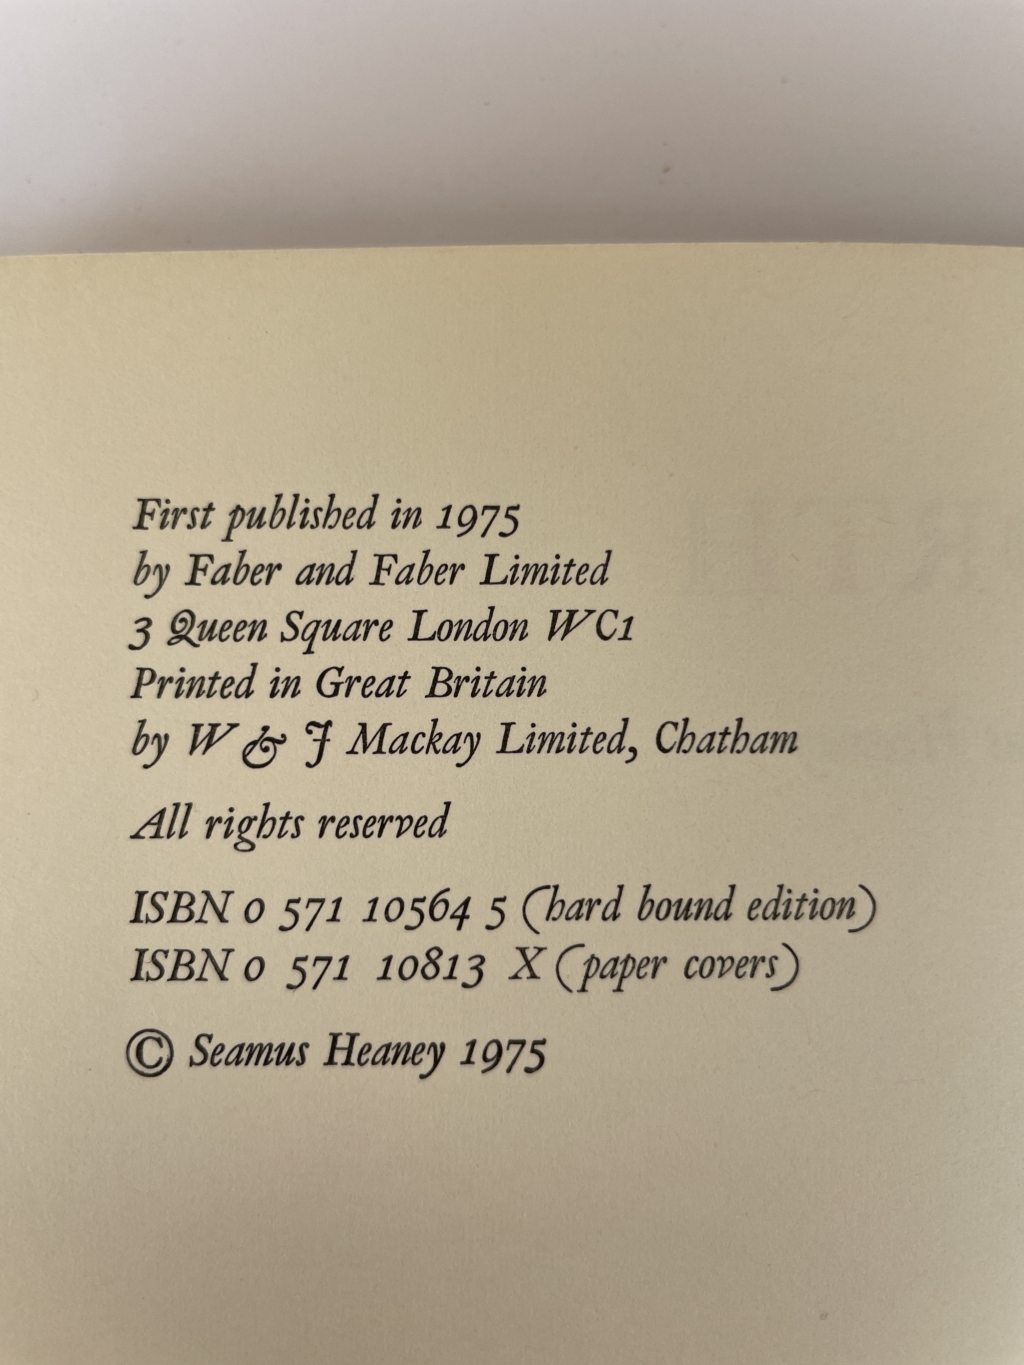 First published in 1975
by Faber and Faber Limited
3 Queen Square London WC1
Printed in Great Britain
by W & J Mackay Limited, Chatham
All rights reserved
ISBN 0 571 10564 5 (hard bound edition)
ISBN 0 571 10813 X (paper covers)
© Seamus Heaney 1975